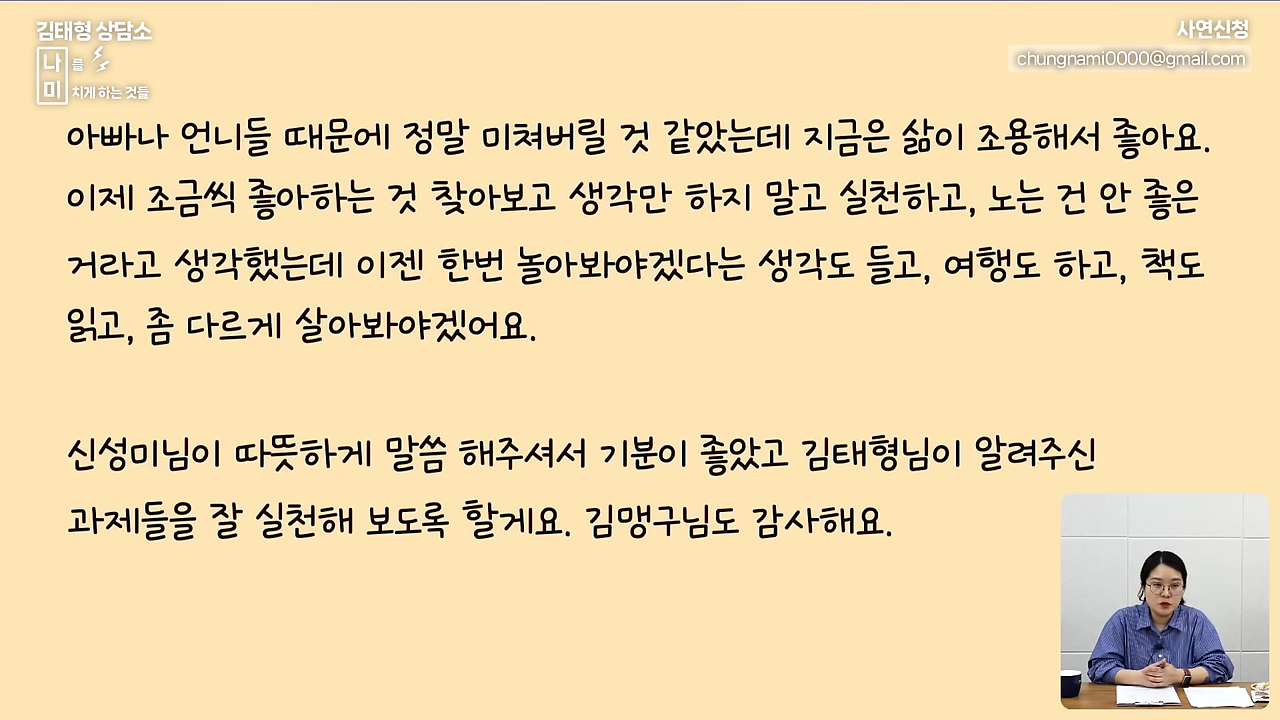 김태형 상담소
나를
미치게 하는 것들
사연신청
chungnami0000@gmail.com
아빠나 언니들 때문에 정말 미쳐버릴 것 같았는데 지금은 삶이 조용해서 좋아요.
이제 조금씩 좋아하는 것 찾아보고 생각만 하지 말고 실천하고, 노는 건 안 좋은
거라고 생각했는데 이젠 한번 놀아봐야겠다는 생각도 들고, 여행도 하고, 책도
읽고, 좀 다르게 살아봐야겠어요.
신성미님이 따뜻하게 말씀 해주셔서 기분이 좋았고 김태형님이 알려주신
과제들을 잘 실천해 보도록 할게요. 김맹구님도 감사해요.